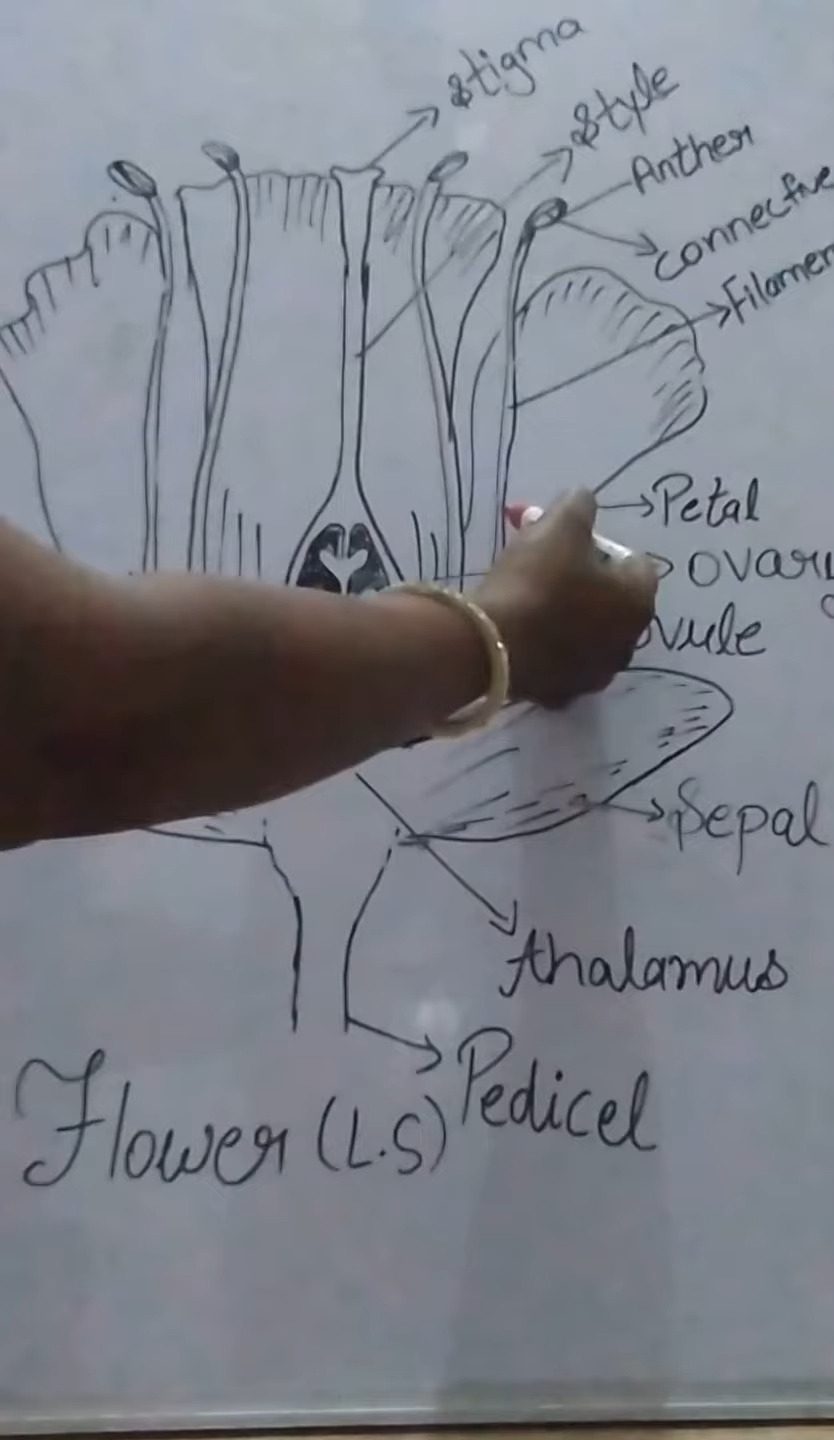 Stigma
Style
Anther
Connective
Petal
Sepal
Thalamus
Pedicel
Flower (L.S)